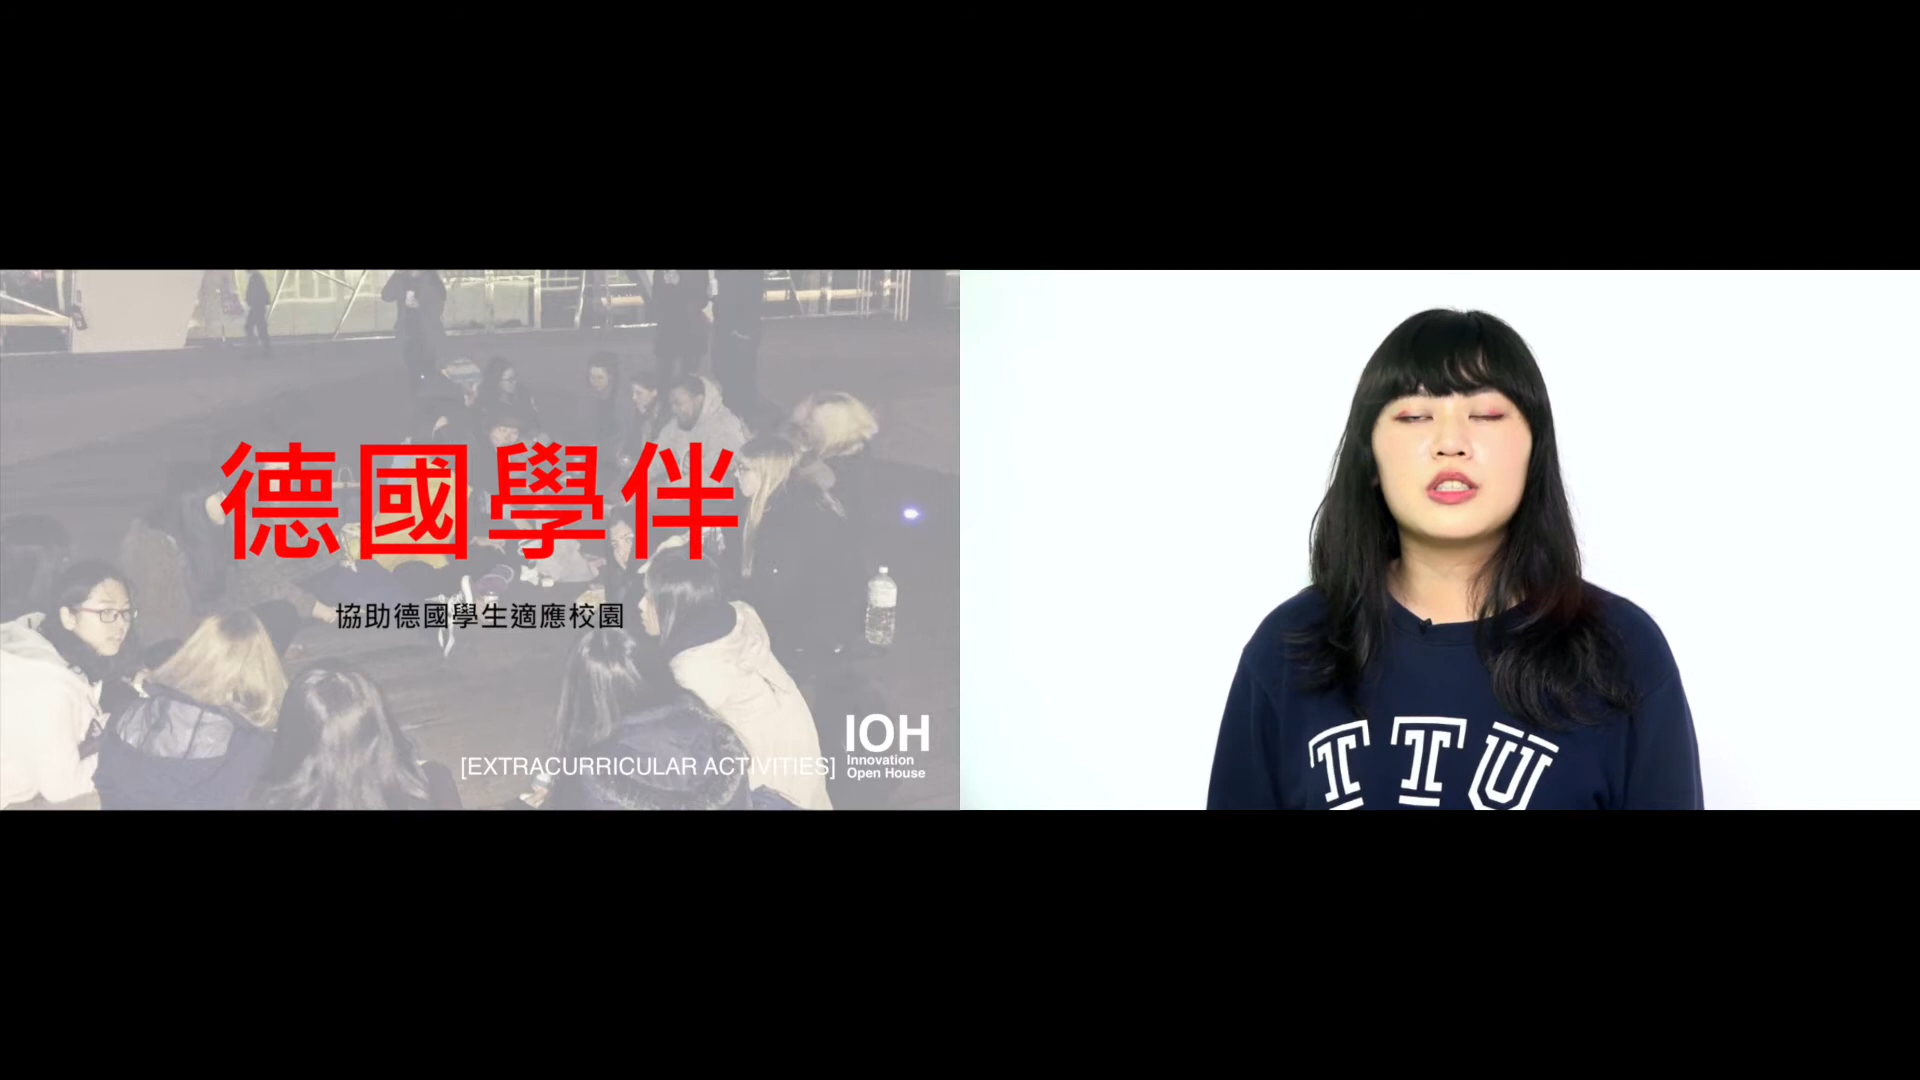 德國學伴
協助德國學生適應校園
[EXTRACURRICULAR ACTIVITIES]
IOH
Innovation
Open House
TTU